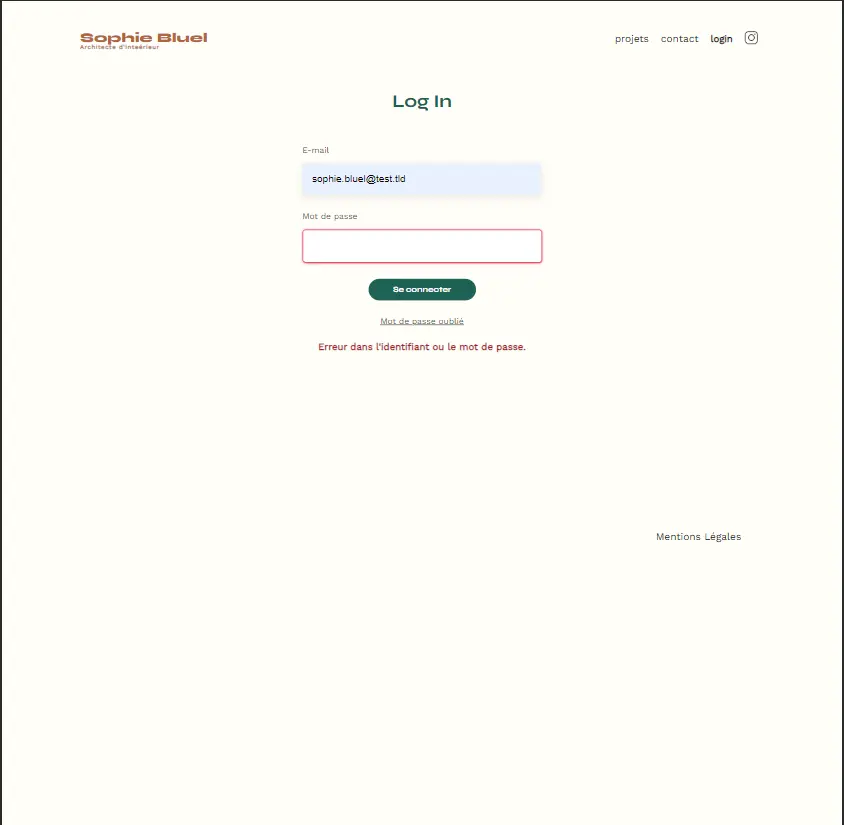 Sophie Bluel
Architecte d'intérieur
projets contact login
Log In
E-mail
sophie.bluel@test.tld
Mot de passe
Se connecter
Mot de passe oublié
Erreur dans l'identifiant ou le mot de passe.
Mentions Légales